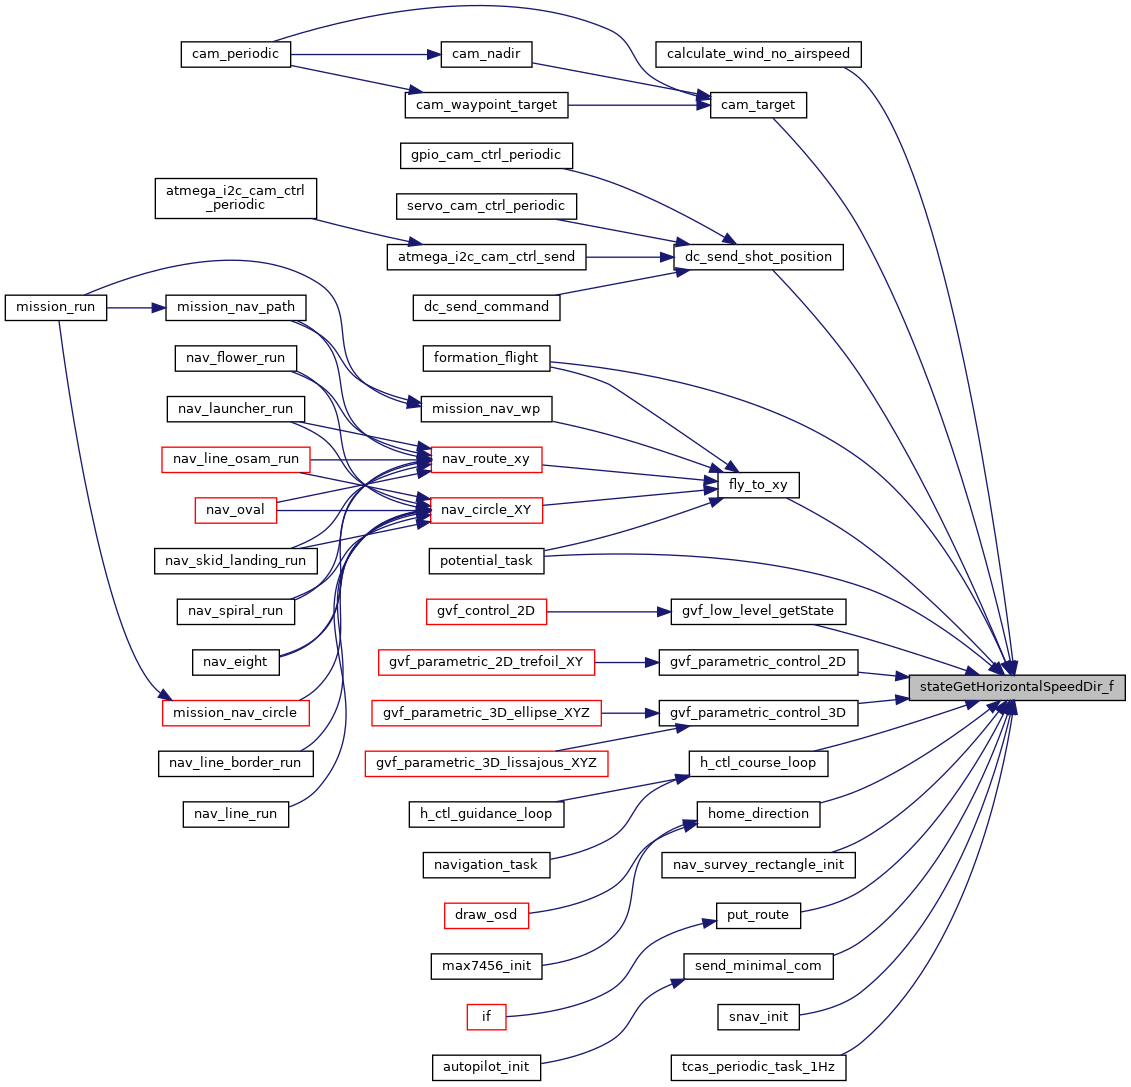 cam_periodic
cam_nadir
calculate_wind_no_airspeed
cam_waypoint_target
cam_target
gpio_cam_ctrl_periodic
atmega_i2c_cam_ctrl
_periodic
servo_cam_ctrl_periodic
atmega_i2c_cam_ctrl_send
dc_send_shot_position
mission_run
mission_nav_path
dc_send_command
nav_flower_run
formation_flight
nav_launcher_run
mission_nav_wp
nav_line_osam_run
nav_route_xy
fly_to_xy
nav_oval
nav_circle_XY
nav_skid_landing_run
potential_task
nav_spiral_run
gvf_control_2D
gvf_low_level_getState
nav_eight
gvf_parametric_2D_trefoil_XY
gvf_parametric_control_2D
stateGetHorizontalSpeedDir_f
mission_nav_circle
gvf_parametric_3D_ellipse_XYZ
gvf_parametric_control_3D
nav_line_border_run
gvf_parametric_3D_lissajous_XYZ
h_ctl_course_loop
nav_line_run
h_ctl_guidance_loop
home_direction
navigation_task
nav_survey_rectangle_init
draw_osd
put_route
max7456_init
send_minimal_com
if
snav_init
autopilot_init
tcas_periodic_task_1Hz